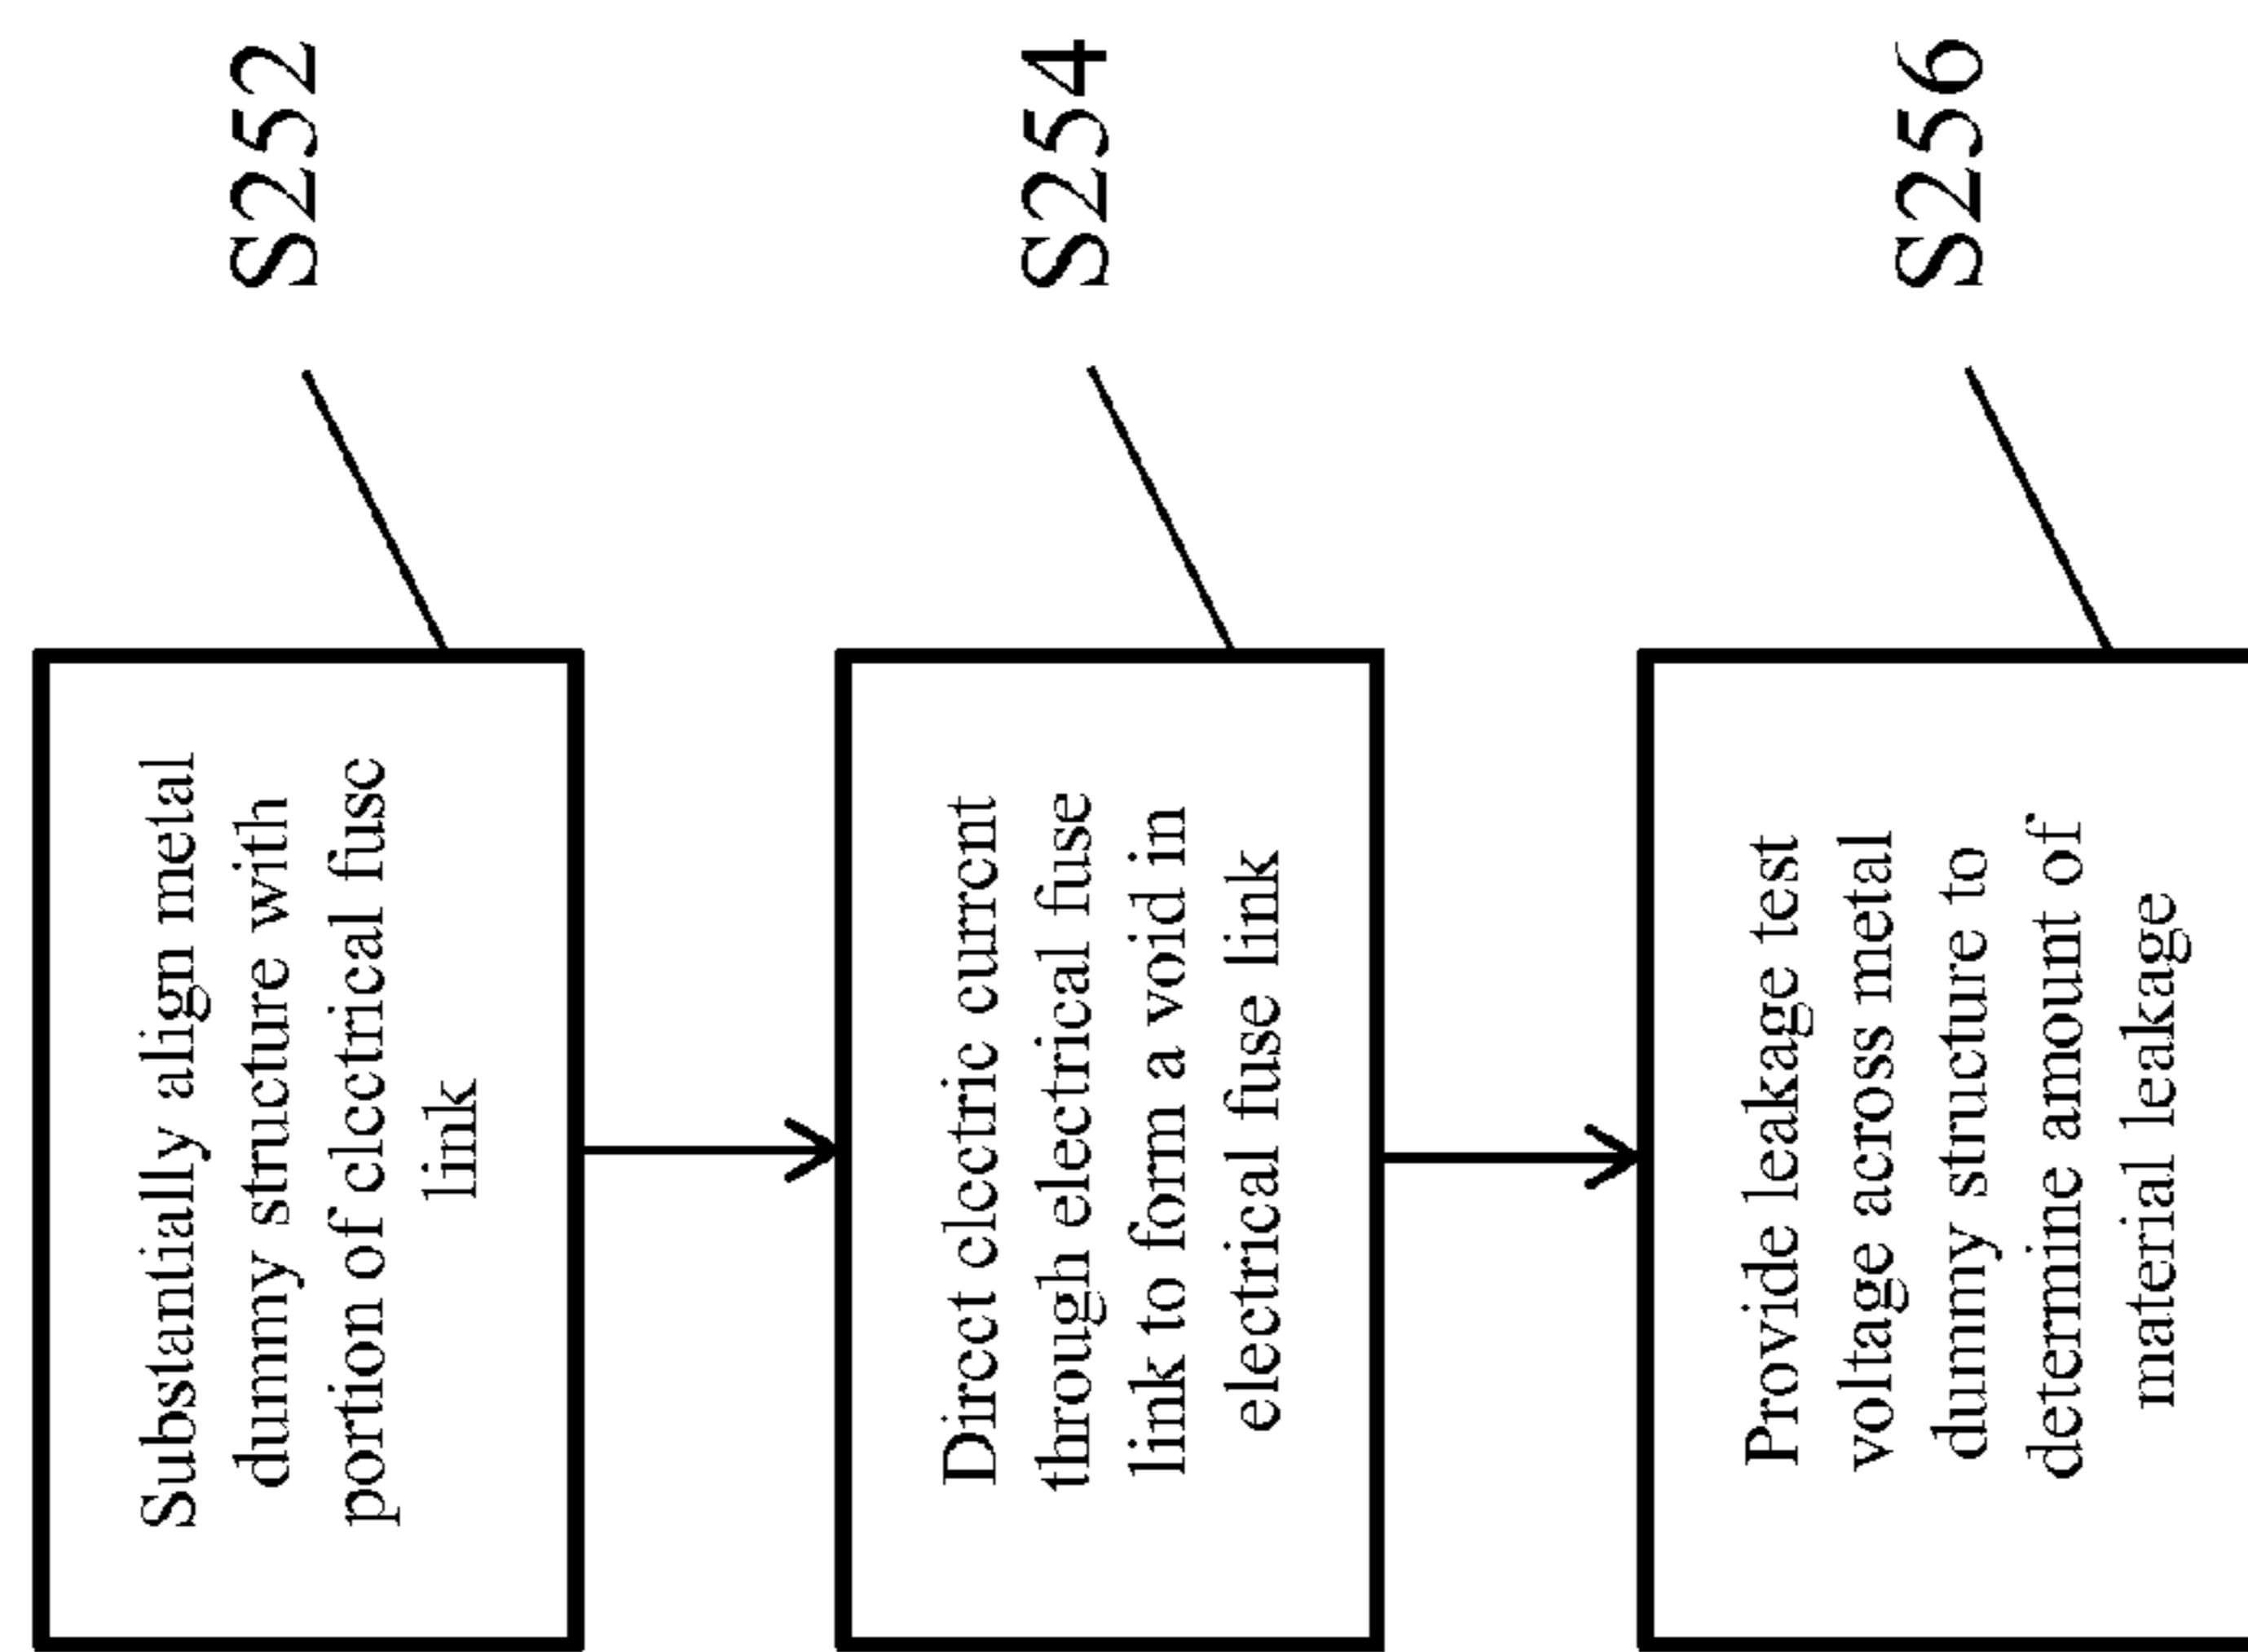 Substantially align metal
dummy structure with
portion of electrical fuse
link
S252
Direct electric current
through electrical fuse
link to form a void in
electrical fuse link
S254
Provide leakage test
voltage across metal
dummy structure to
determine amount of
material leakage
S256